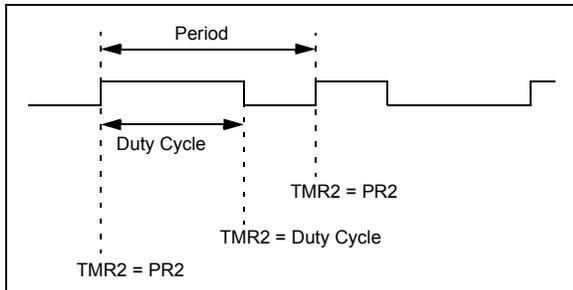 Period
Duty Cycle
TMR2 = PR2
TMR2 = Duty Cycle
TMR2 = PR2